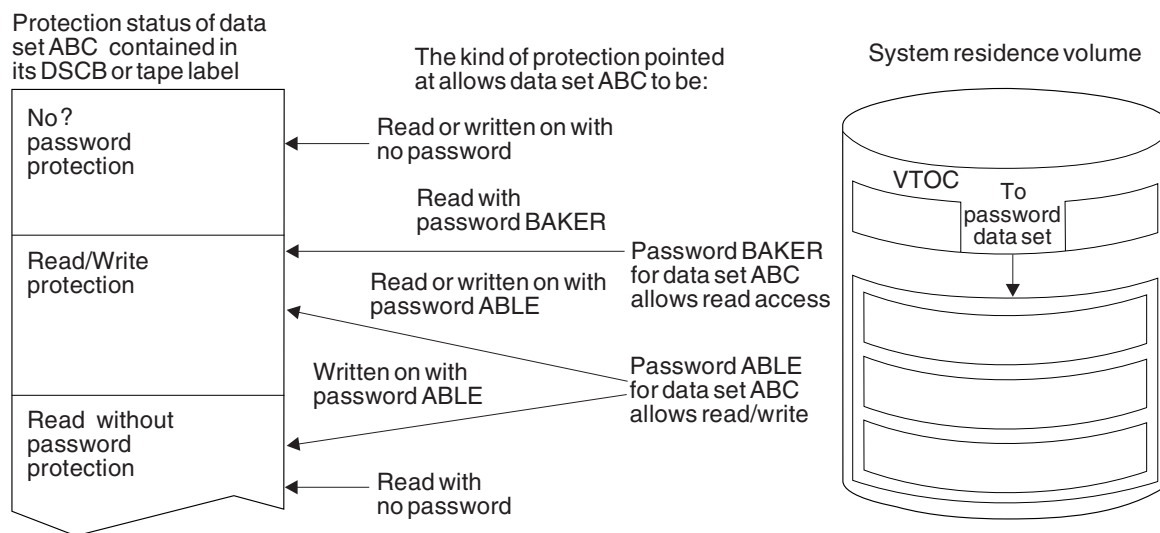 Protection status of data
set ABC contained in
its DSCB or tape label
No?
password
protection
Read/Write
protection
Read without
password
protection
The kind of protection pointed
at allows data set ABC to be:
Read or written on with
no password
Read with
password BAKER
Read or written on with
password ABLE
Written on with
password ABLE
Read with
no password
Password BAKER
for data set ABC
allows read access
Password ABLE
for data set ABC
allows read/write
System residence volume
VTOC
To
password
data set